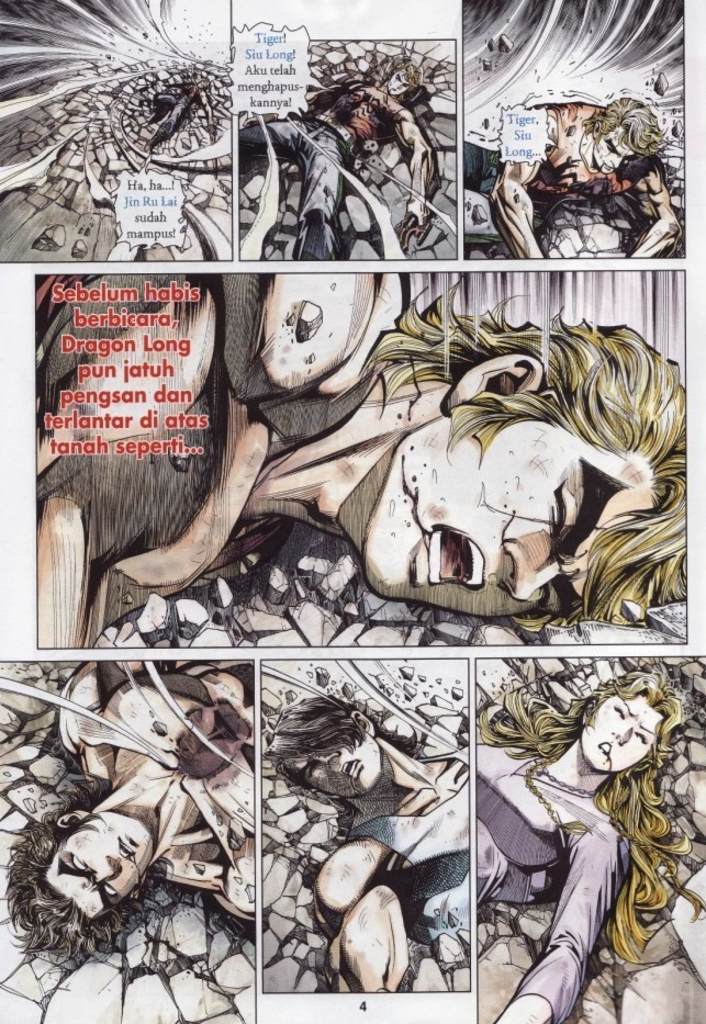 Ha, ha...!
Jin Ru Lai
sudah
mampus!
Tiger!
Siu Long!
Aku telah
menghapus-
kannya!
Tiger,
Siu
Long...
Sebelum habis
berbicara,
Dragon Long
pun jatuh
pengsan dan
terlantar di atas
tanah seperti...
4